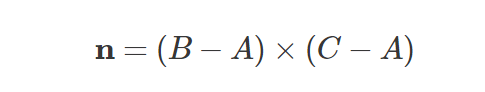 n = (B − A) × (C − A)